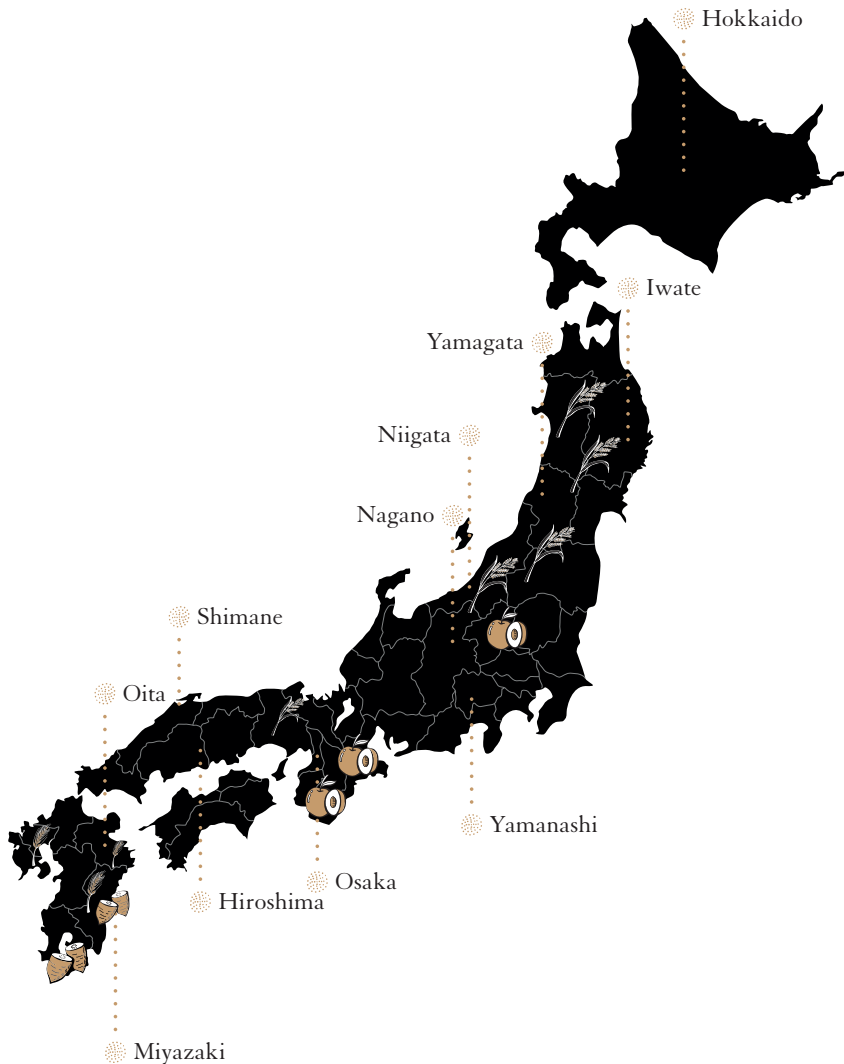 Hokkaido
Iwate
Yamagata
Niigata
Nagano
Shimane
Oita
Yamanashi
Osaka
Hiroshima
Miyazaki